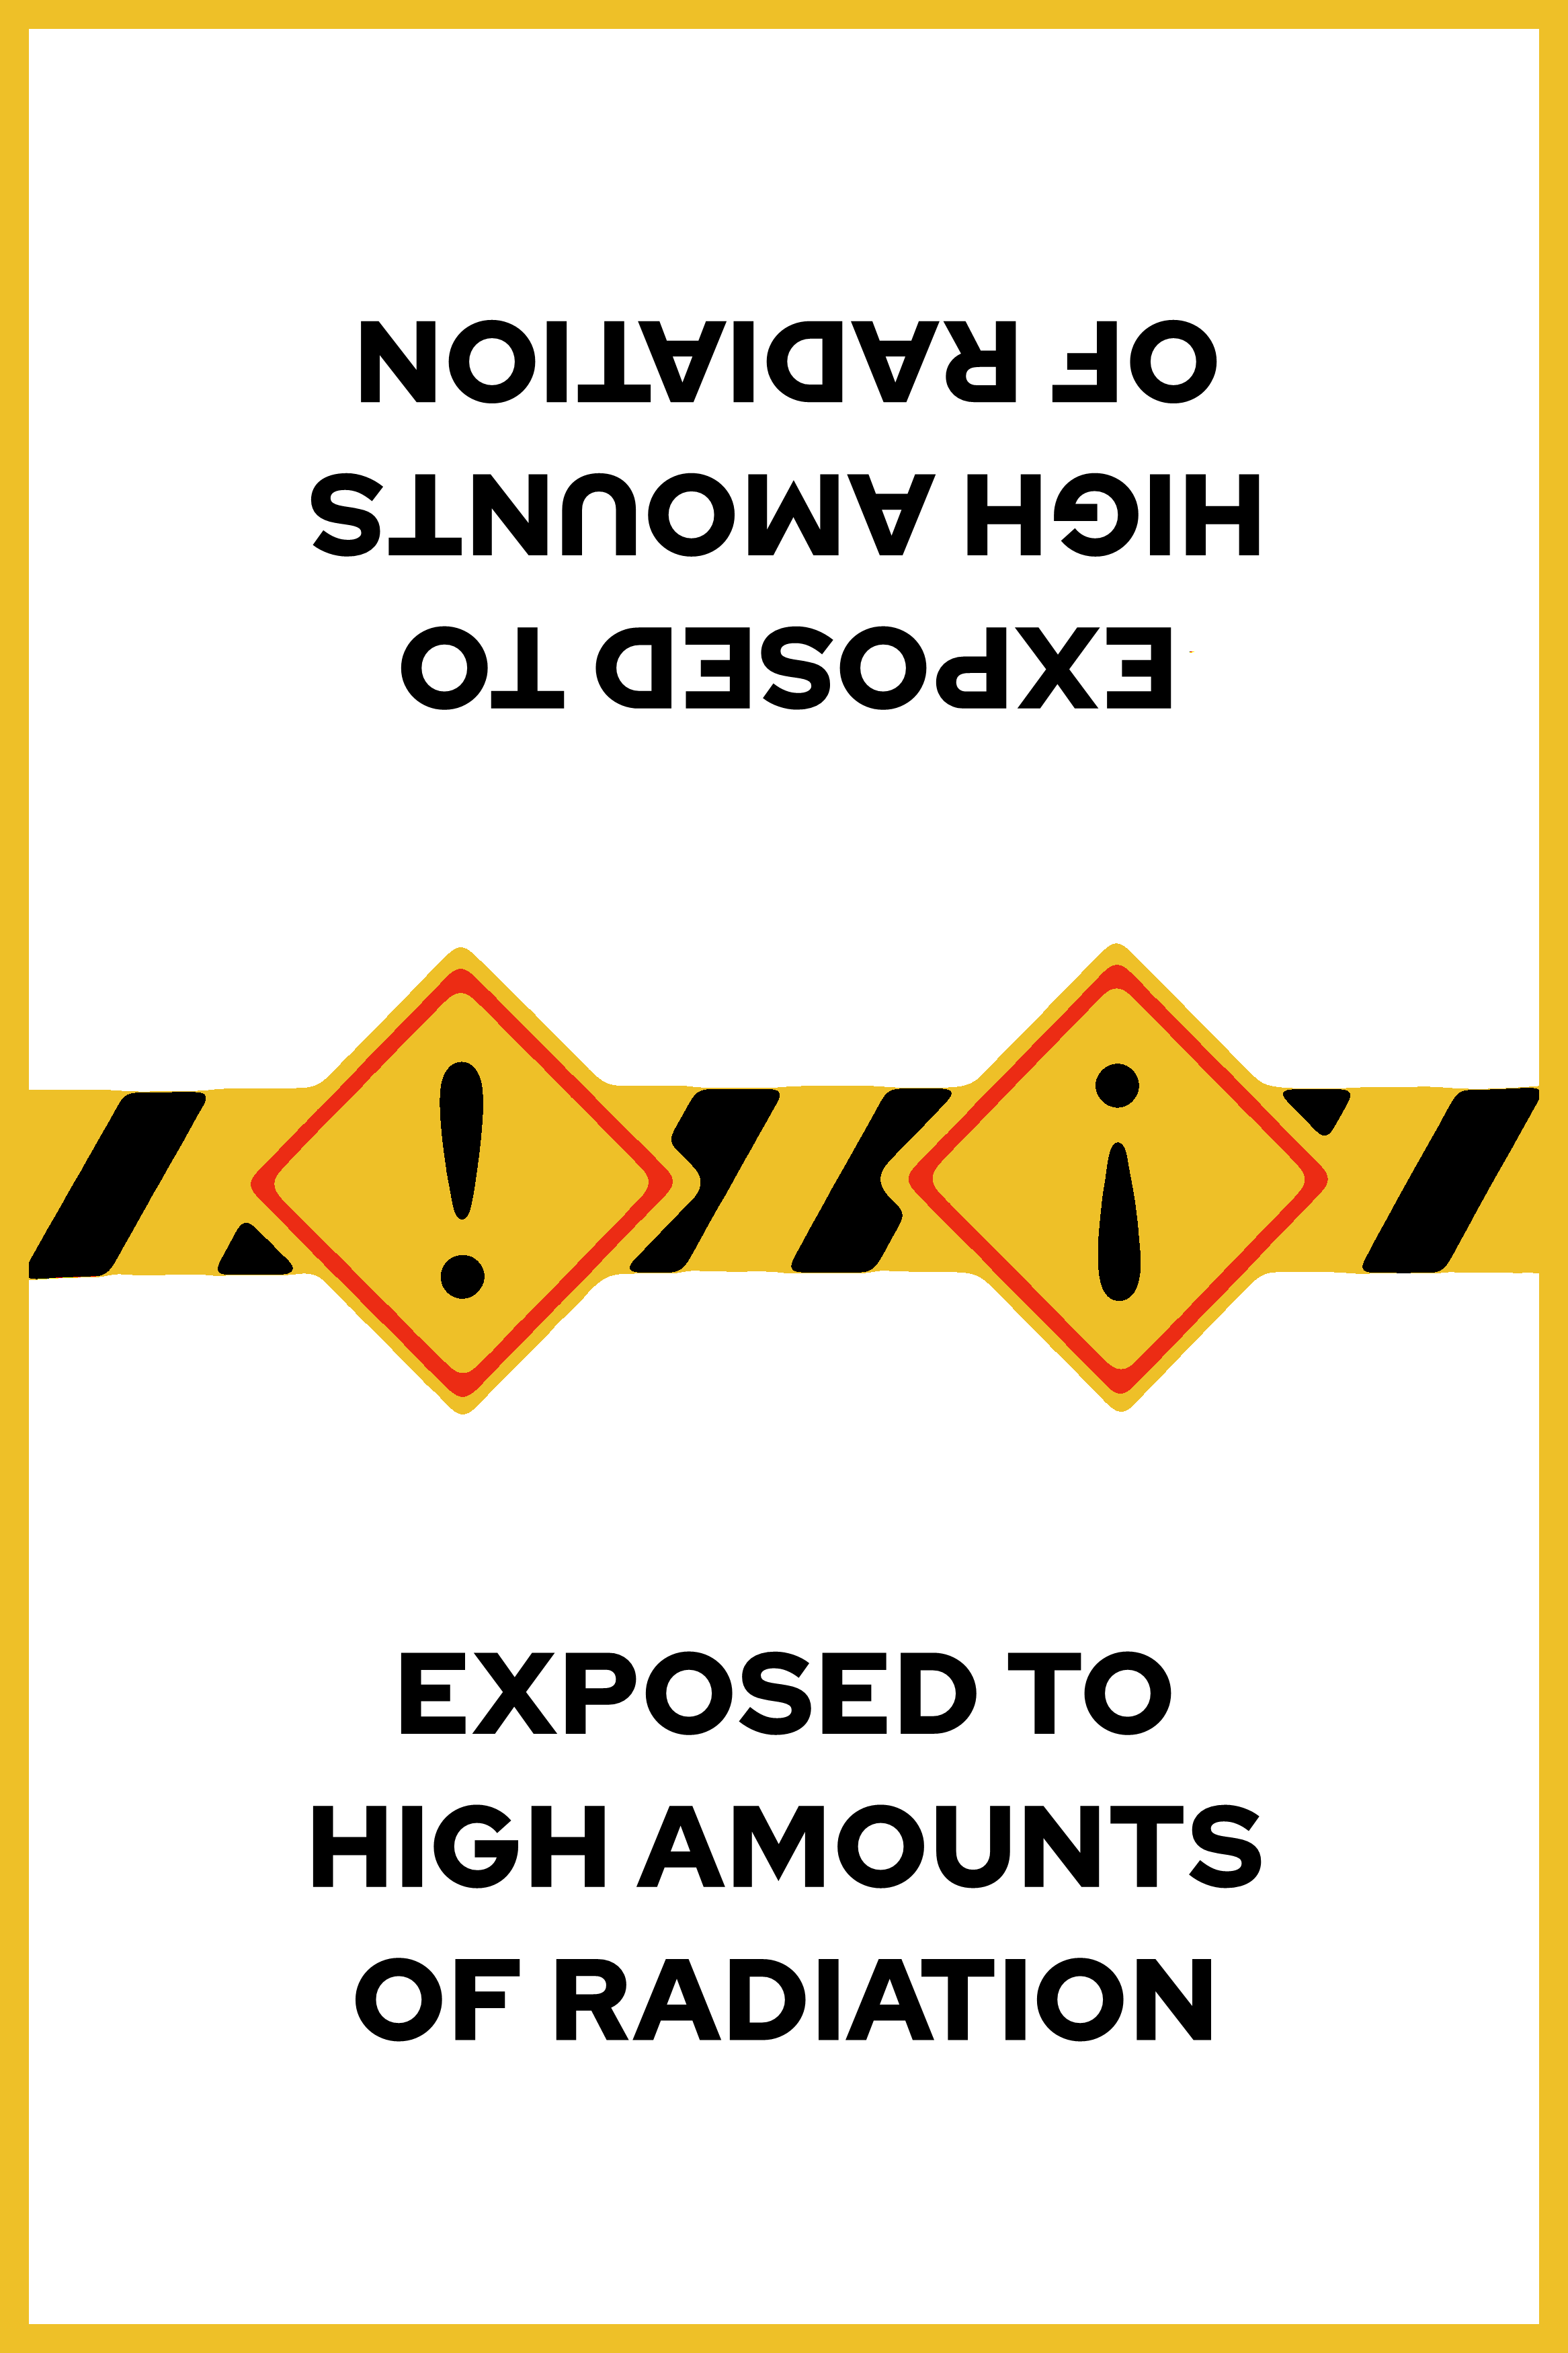 EXPOSED TO
HIGH AMOUNTS
OF RADIATION
!
¡
EXPOSED TO
HIGH AMOUNTS
OF RADIATION